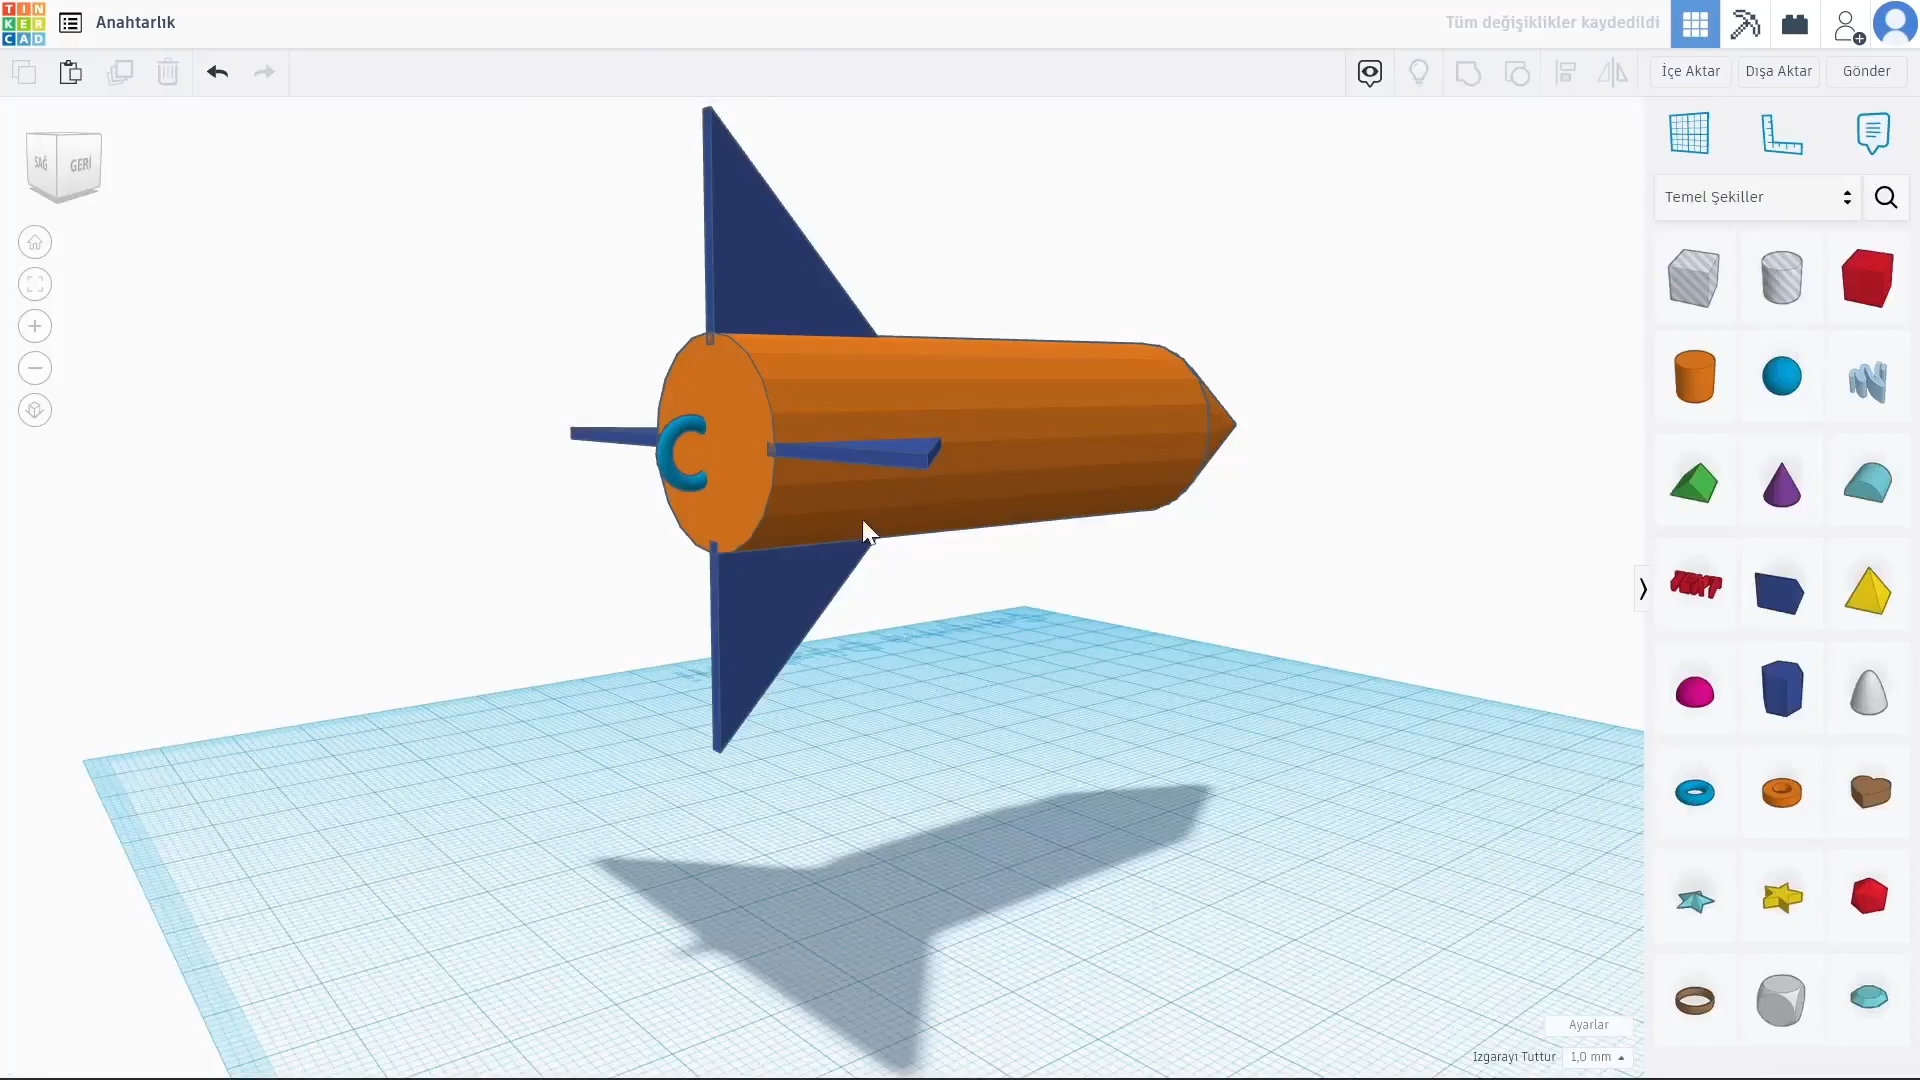 TIN
KER
CAD
Anahtarlık
Tüm değişiklikler kaydedildi
İçe Aktar
Dışa Aktar
Gönder
SAĞ
GERİ
Temel Şekiller
TEXT
Ayarlar
Izgarayı Tuttur
1,0 mm